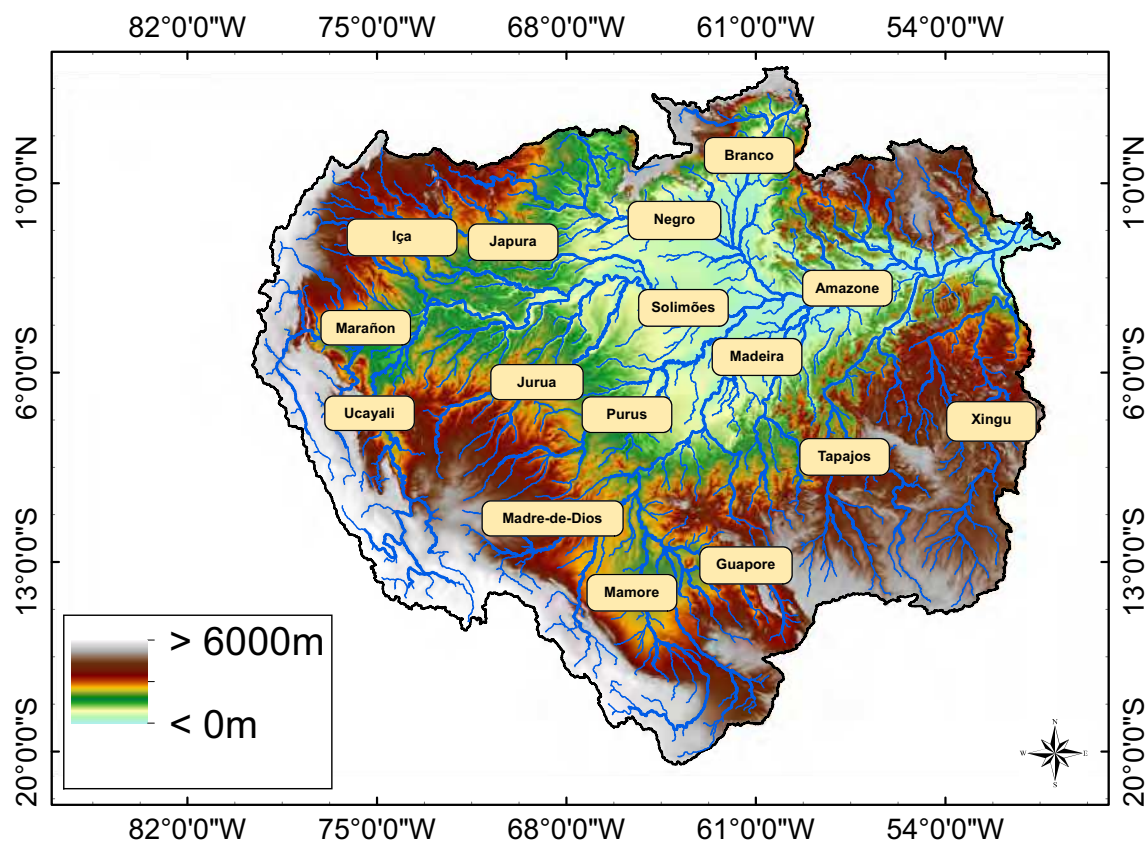 82°0'0"W 75°0'0"W 68°0'0"W 61°0'0"W 54°0'0"W
1°0'0"N
6°0'0"S
13°0'0"S
20°0'0"S
1°0'0"N
6°0'0"S
13°0'0"S
20°0'0"S
Branco
Negro
Iça
Japura
Amazone
Solimões
Marañon
Madeira
Jurua
Ucayali
Purus
Xingu
Tapajos
Madre-de-Dios
Guapore
Mamore
> 6000m
< 0m
N
W E
S
82°0'0"W 75°0'0"W 68°0'0"W 61°0'0"W 54°0'0"W